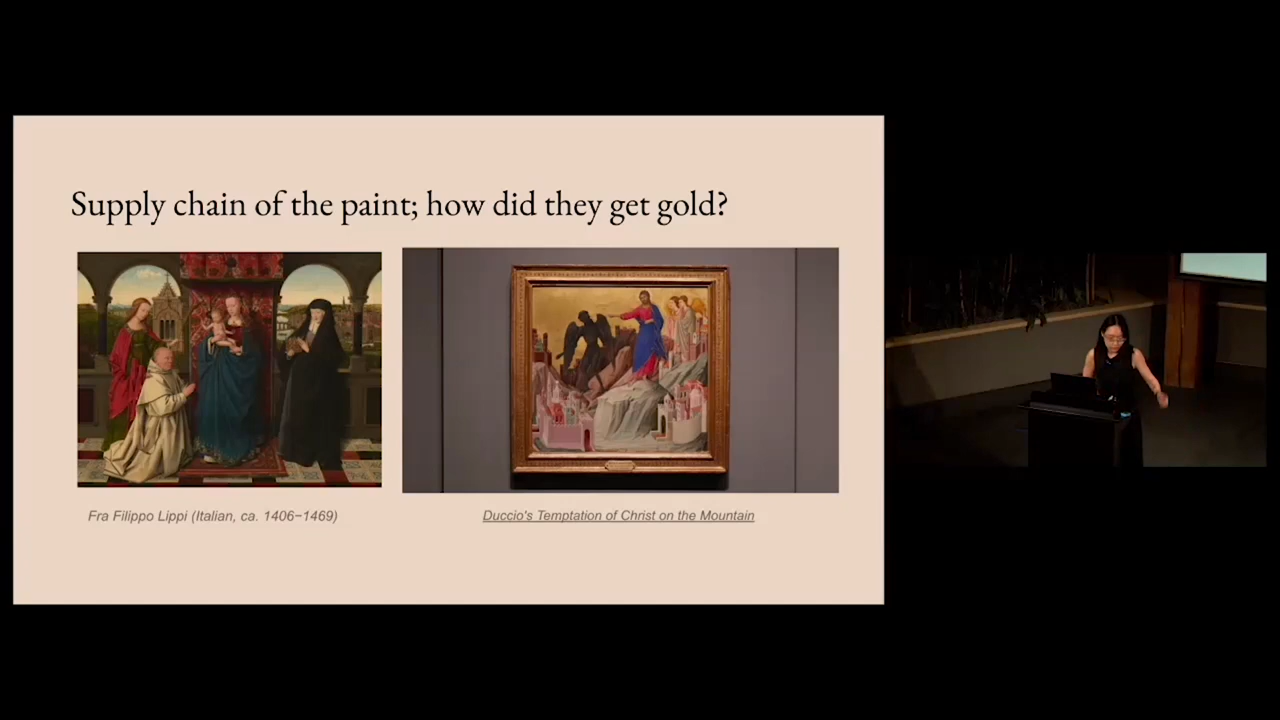 Supply chain of the paint; how did they get gold?
Fra Filippo Lippi (Italian, ca. 1406–1469)
Duccio's Temptation of Christ on the Mountain